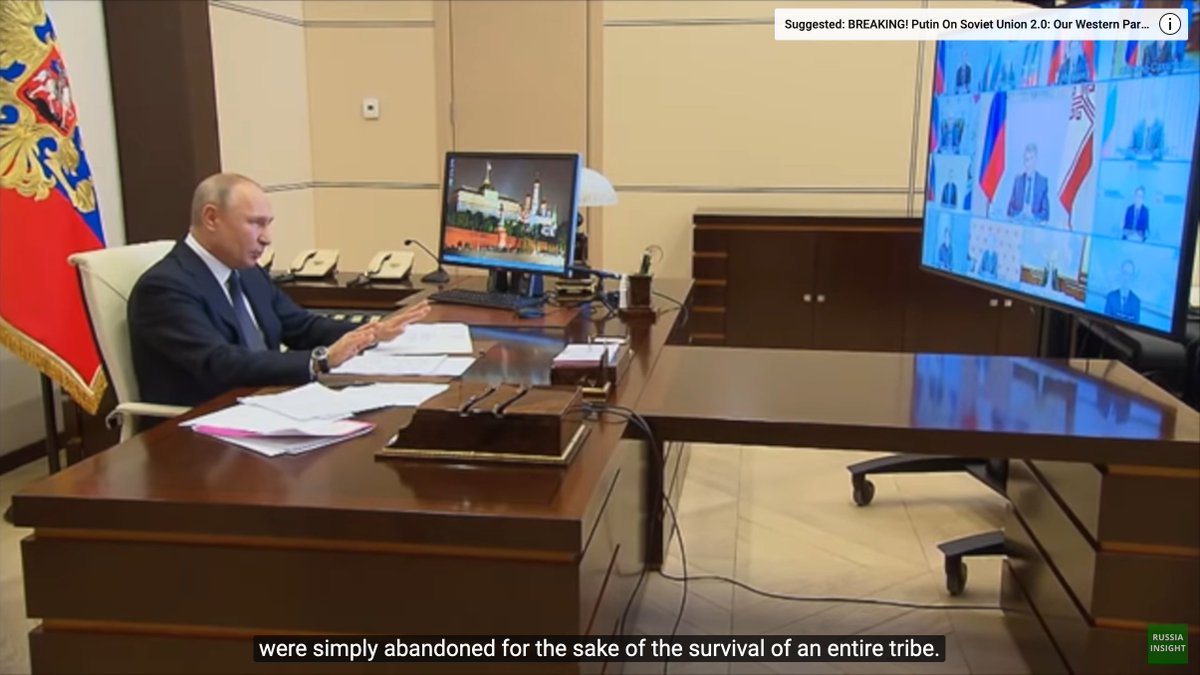 Suggested: BREAKING! Putin On Soviet Union 2.0: Our Western Par...
were simply abandoned for the sake of the survival of an entire tribe.
RUSSIA
INSIGHT